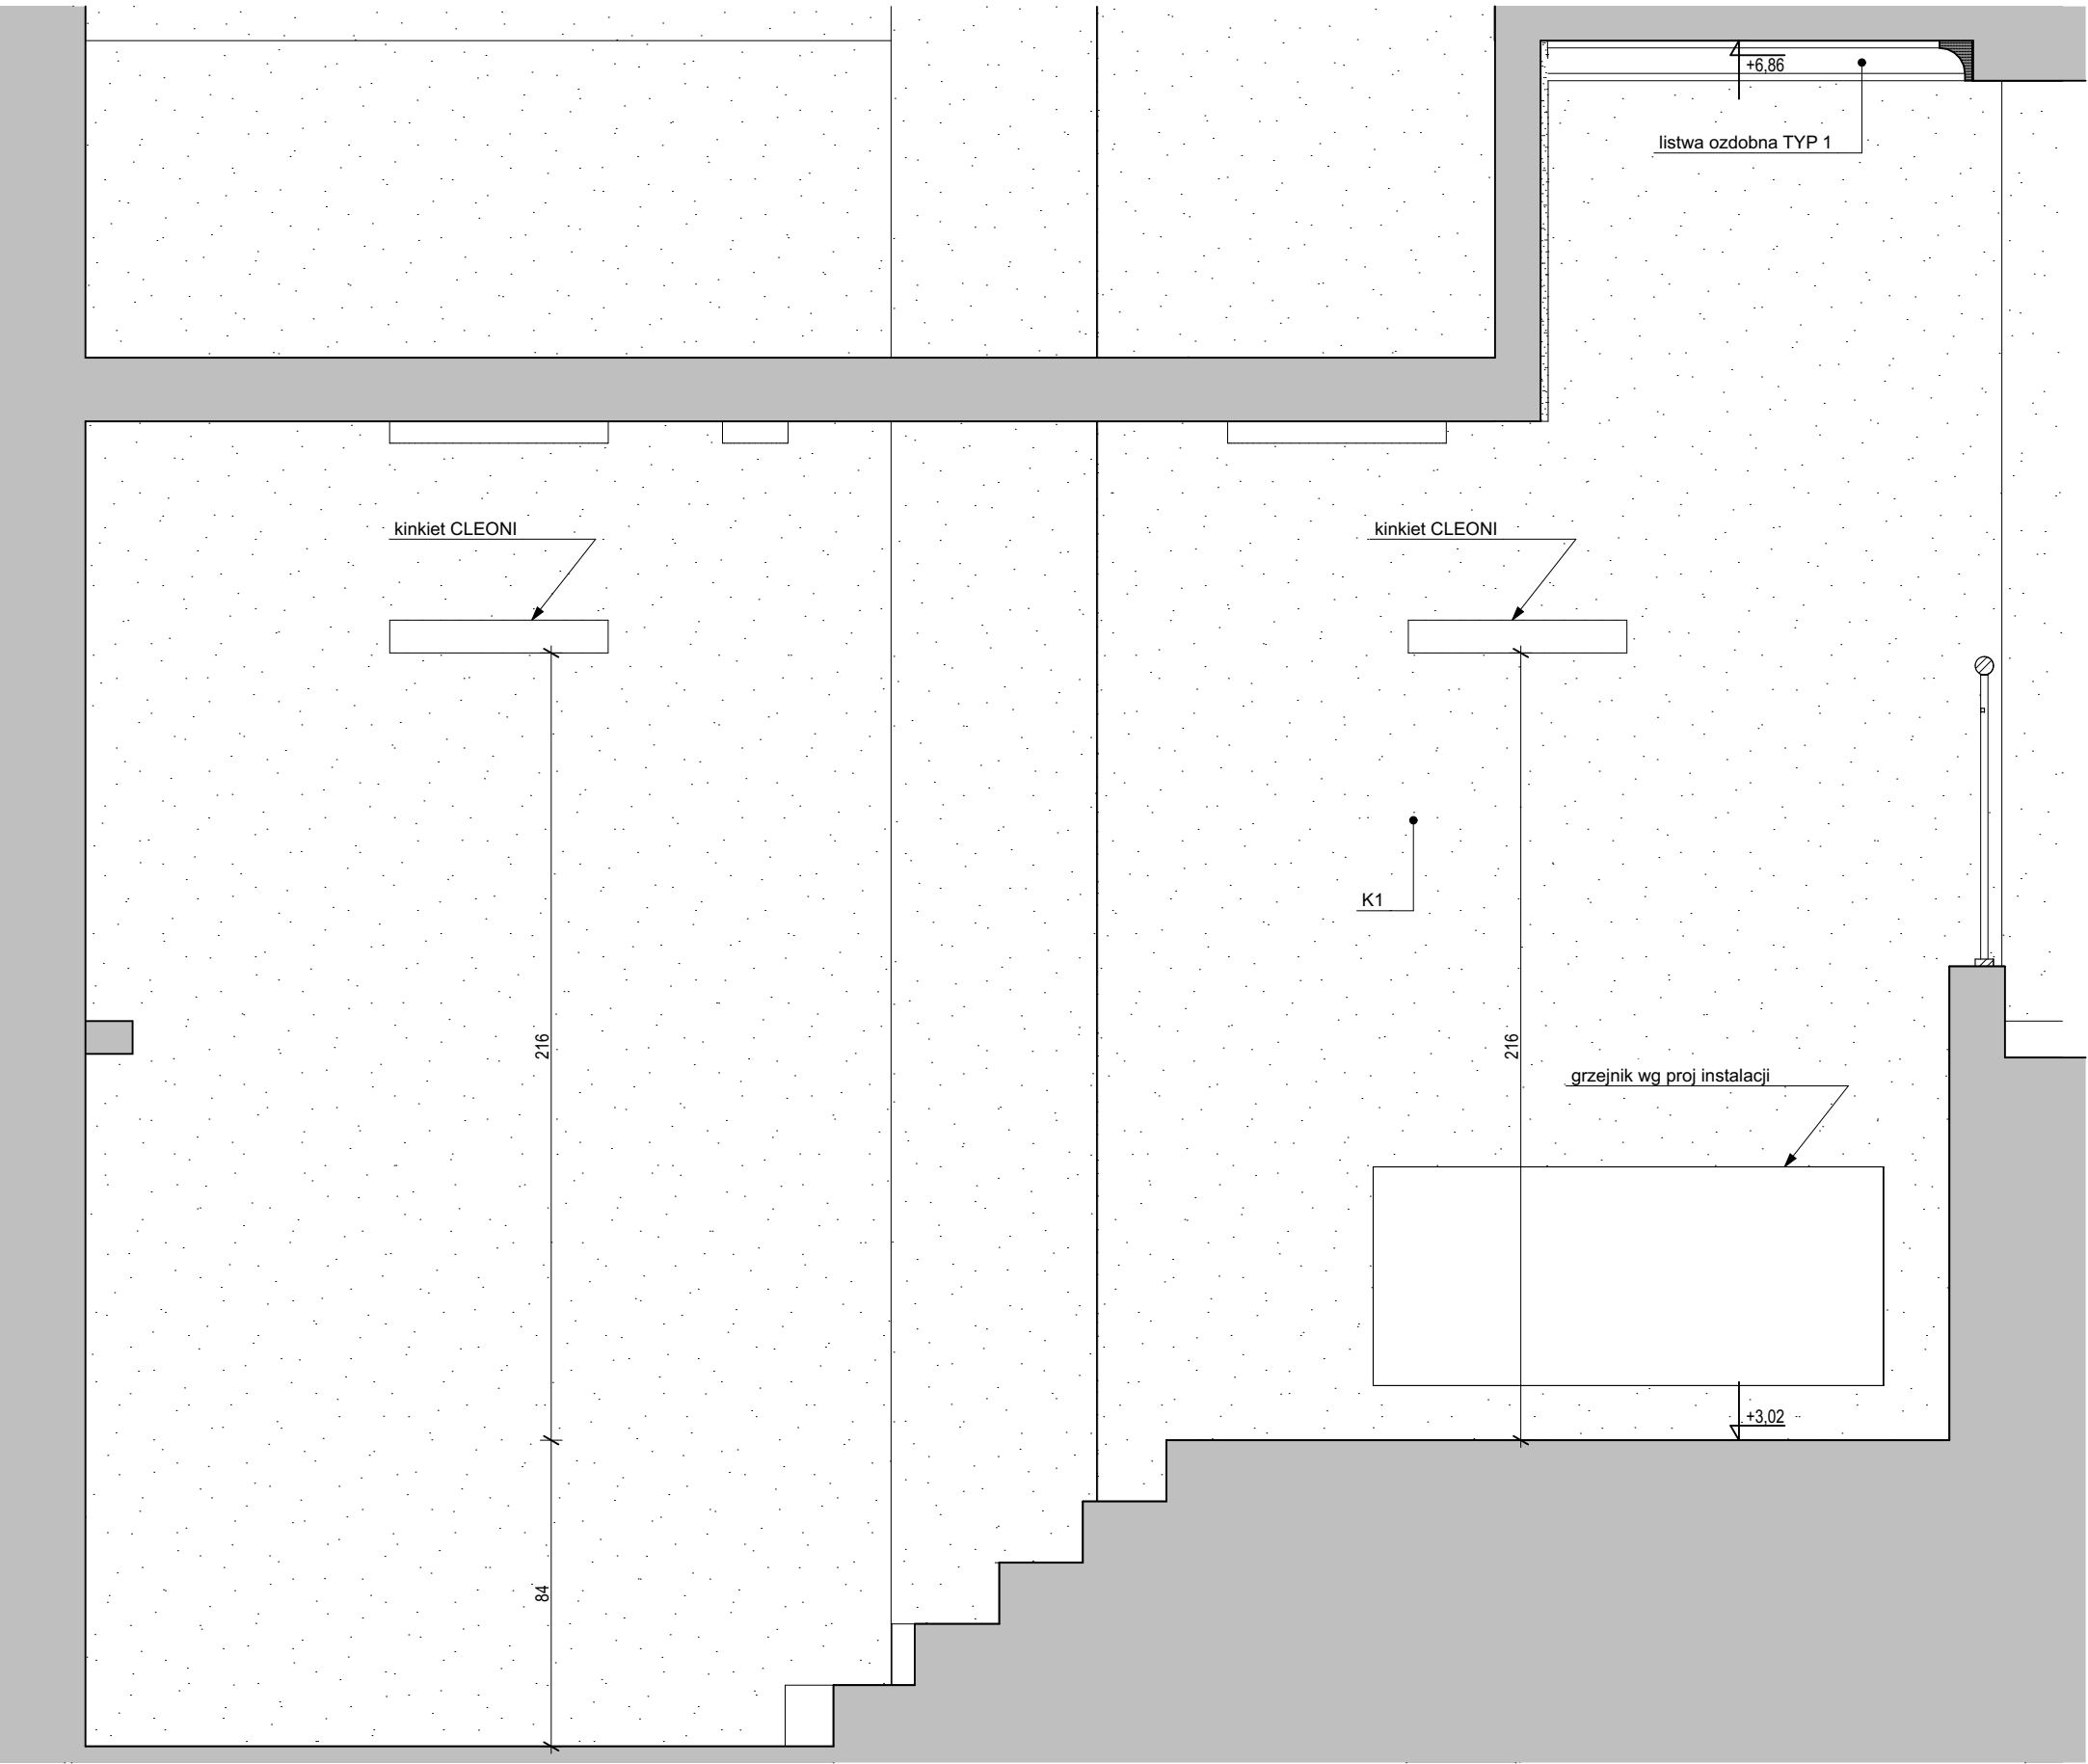 +6,86
listwa ozdobna TYP 1
kinkiet CLEONI
kinkiet CLEONI
K1
216
216
grzejnik wg proj instalacji
+3,02
84